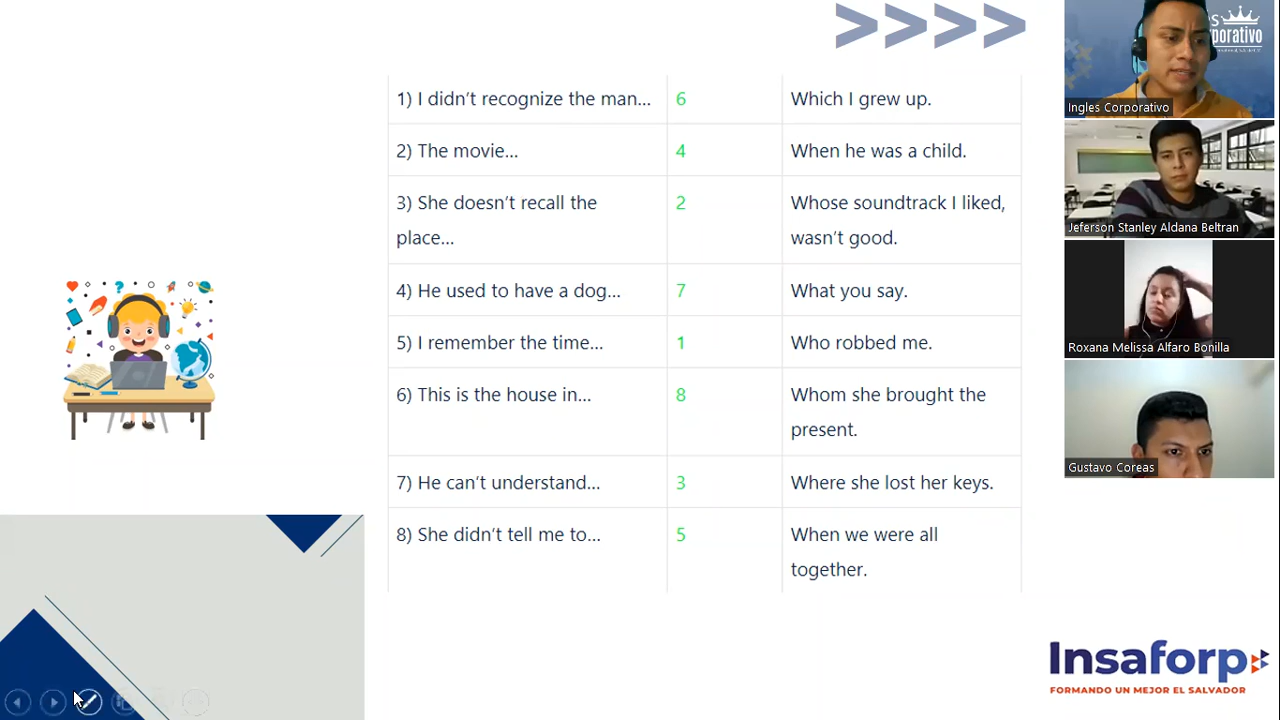 >>>>
1) I didn’t recognize the man... 6 Which I grew up.
2) The movie... 4 When he was a child.
3) She doesn’t recall the 2 Whose soundtrack I liked,
place... wasn’t good.
4) He used to have a dog... 7 What you say.
5) I remember the time... 1 Who robbed me.
6) This is the house in... 8 Whom she brought the
present.
7) He can’t understand... 3 Where she lost her keys.
8) She didn’t tell me to... 5 When we were all
together.
Ingles Corporativo
Jeferson Stanley Aldana Beltran
Roxana Melissa Alfaro Bonilla
Gustavo Coreas
Insaforp
FORMANDO UN MEJOR EL SALVADOR